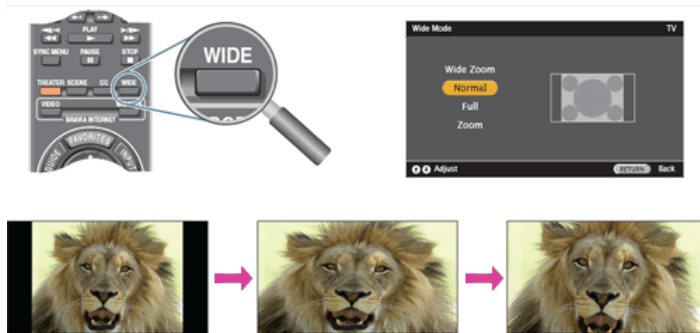 PLAY
SYNC MENU PAUSE STOP
THEATER SCENE CC WIDE
VIDEO
BRAVIA INTERNET
GUIDE FAVORITES INPUT
WIDE
Wide Mode TV
Wide Zoom
Normal
Full
Zoom
Adjust RETURN Back